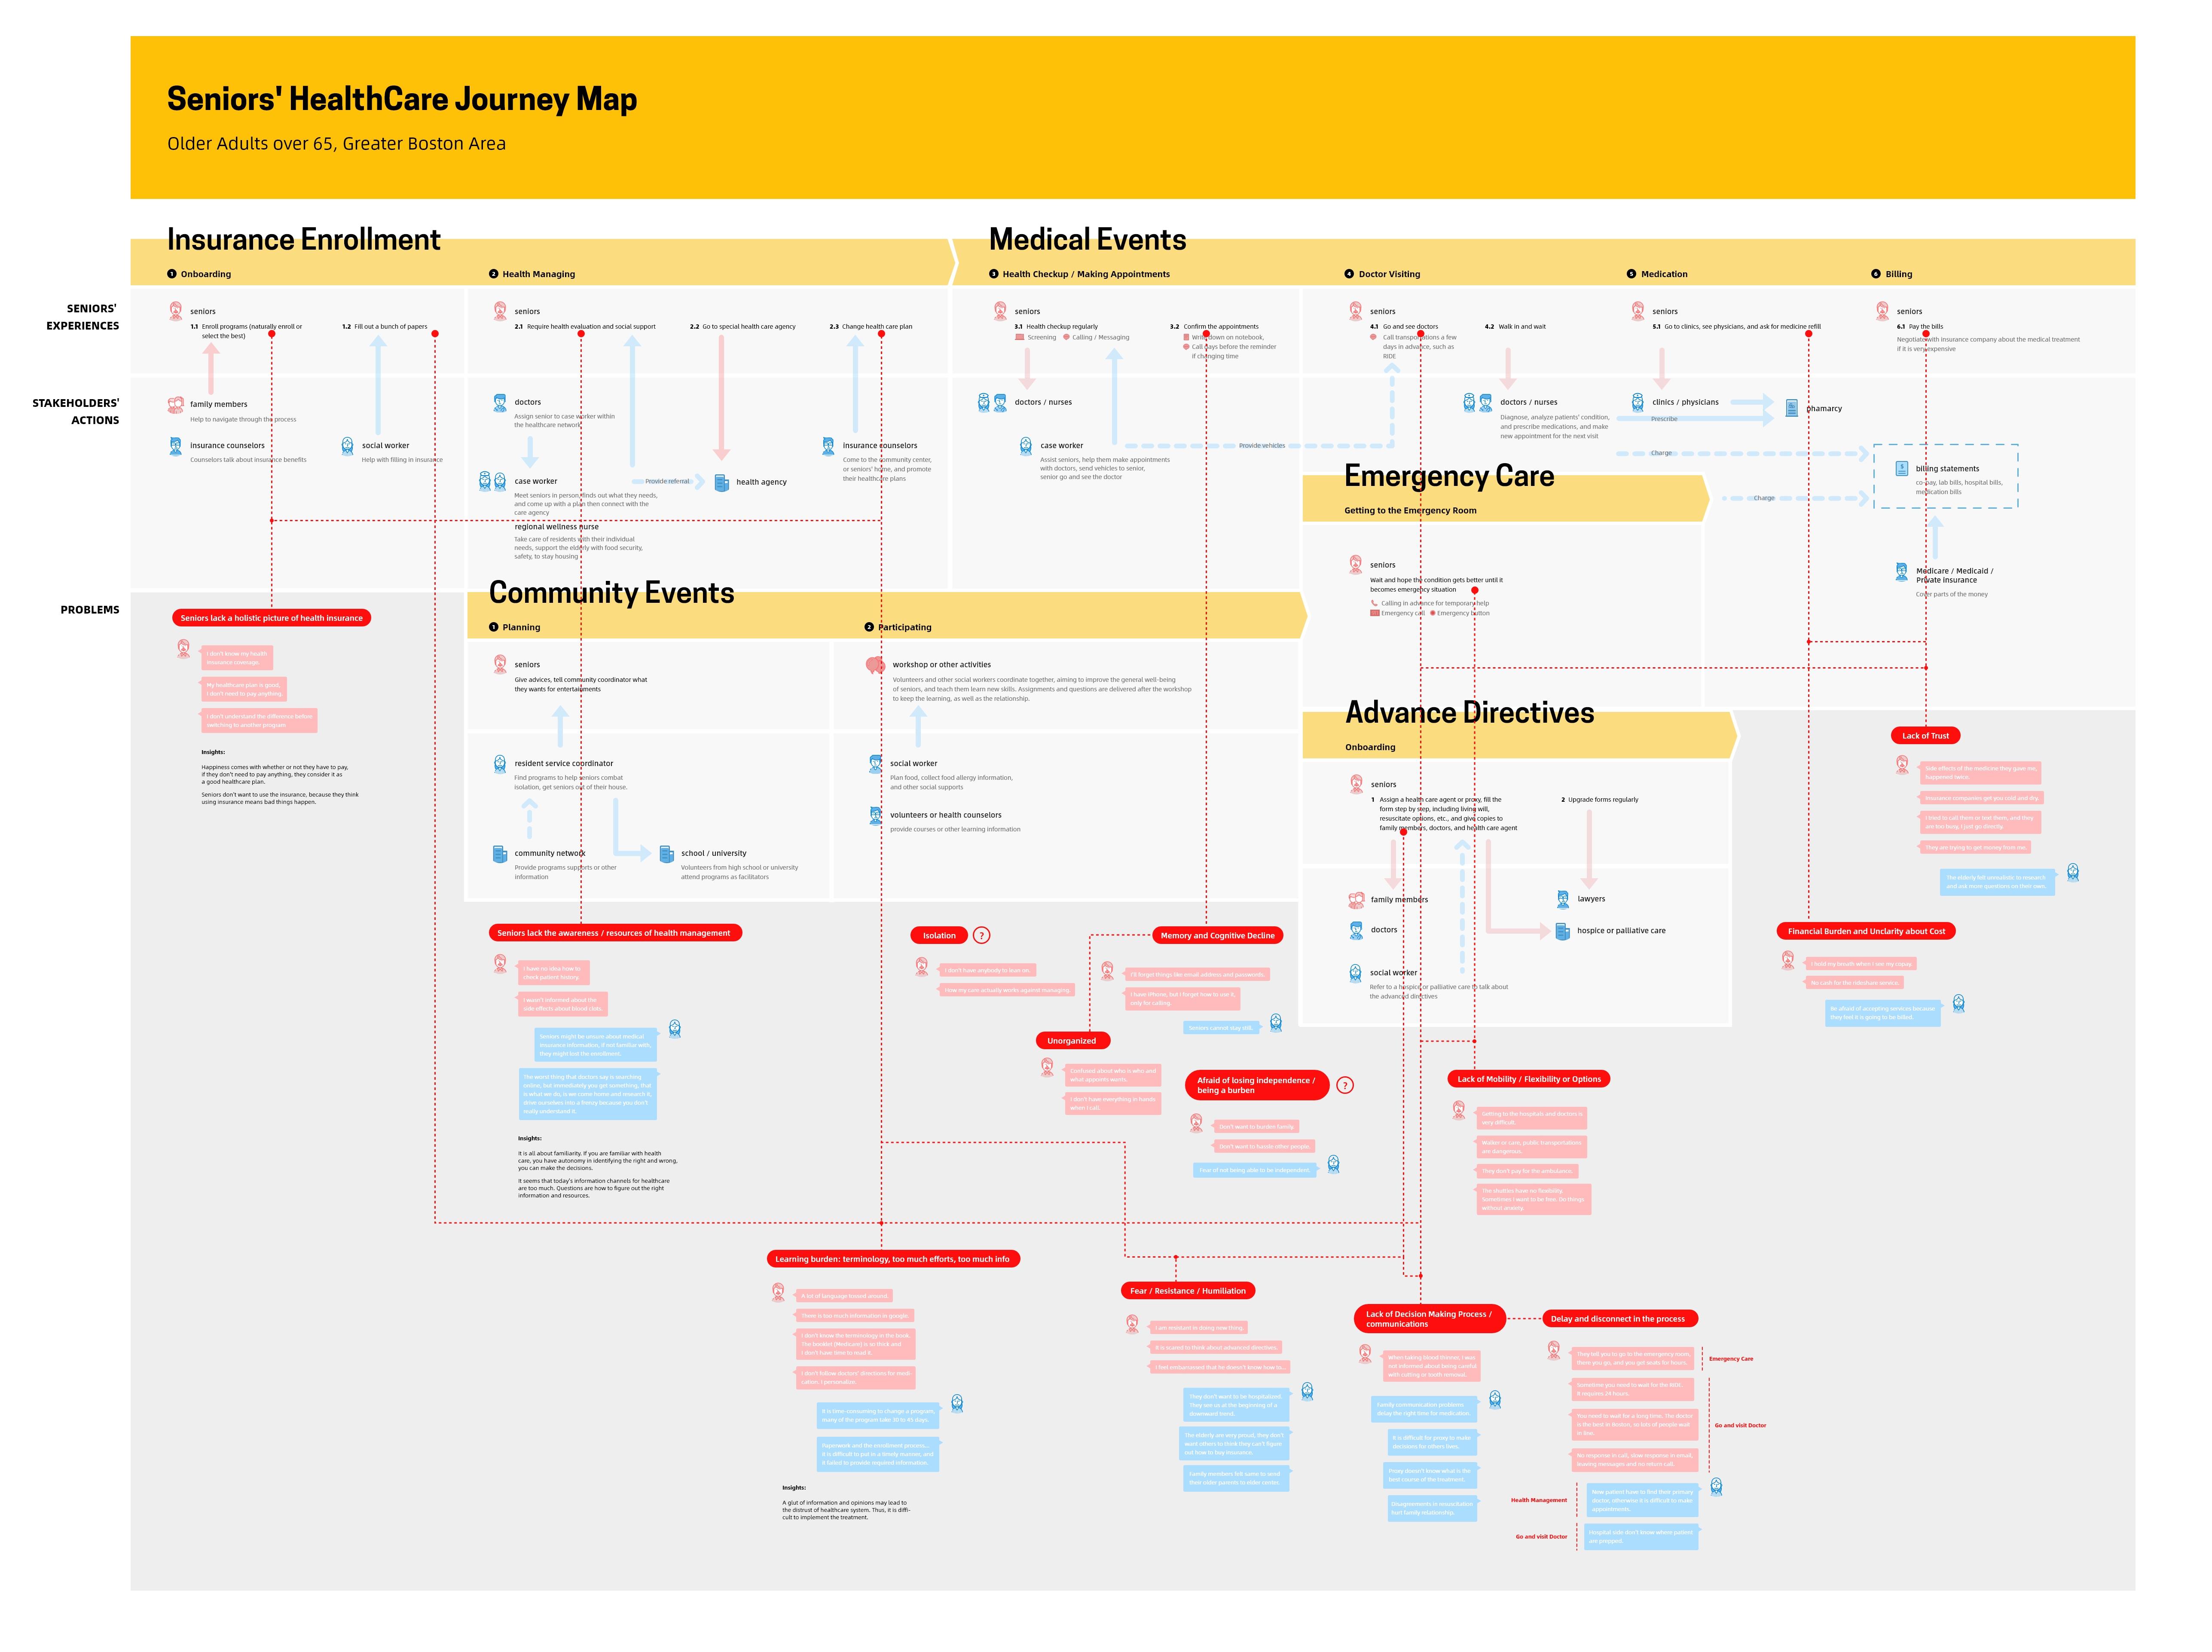 Seniors' HealthCare Journey Map
Older Adults over 65, Greater Boston Area
Insurance Enrollment
Medical Events
1 Onboarding
2 Health Managing
3 Health Checkup / Making Appointments
4 Doctor Visiting
5 Medication
6 Billing
SENIORS'
EXPERIENCES
seniors
1.1 Enroll programs (naturally enroll or
select the best)
1.2 Fill out a bunch of papers
seniors
2.1 Require health evaluation and social support
2.2 Go to special health care agency
2.3 Change health care plan
seniors
3.1 Health checkup regularly
Screening
Calling / Messaging
3.2 Confirm the appointments
Write down on notebook,
Call days before the reminder
if changing time
seniors
4.1 Go and see doctors
Call transportations a few
days in advance, such as
RIDE
4.2 Walk in and wait
seniors
5.1 Go to clinics, see physicians, and ask for medicine refill
seniors
6.1 Pay the bills
Negotiate with insurance company about the medical treatment
if it is very expensive
STAKEHOLDERS'
ACTIONS
family members
Help to navigate through the process
insurance counselors
Counselors talk about insurance benefits
social worker
Help with filling in insurance
doctors
Assign senior to case worker within
the healthcare network
case worker
Meet seniors in person, finds out what they needs,
and come up with a plan then connect with the
care agency
regional wellness nurse
Take care of residents with their individual
needs, support the elderly with food security,
safety, to stay housing
Provide referral
health agency
insurance counselors
Come to the community center,
or seniors' home, and promote
their healthcare plans
doctors / nurses
case worker
Assist seniors, help them make appointments
with doctors, send vehicles to senior,
senior go and see the doctor
Provide vehicles
doctors / nurses
Diagnose, analyze patients' condition,
and prescribe medications, and make
new appointment for the next visit
clinics / physicians
Prescribe
phamarcy
Charge
Charge
billing statements
co-pay, lab bills, hospital bills,
medication bills
Medicare / Medicaid /
Private insurance
Cover parts of the money
Emergency Care
Getting to the Emergency Room
seniors
Wait and hope the condition gets better until it
becomes emergency situation
Calling in advance for temporary help
Emergency call
Emergency button
PROBLEMS
Community Events
1 Planning
2 Participating
seniors
Give advices, tell community coordinator what
they wants for entertainments
workshop or other activities
Volunteers and other social workers coordinate together, aiming to improve the general well-being
of seniors, and teach them learn new skills. Assignments and questions are delivered after the workshop
to keep the learning, as well as the relationship.
resident service coordinator
Find programs to help seniors combat
isolation, get seniors out of their house.
community network
Provide programs supports or other
information
school / university
Volunteers from high school or university
attend programs as facilitators
social worker
Plan food, collect food allergy information,
and other social supports
volunteers or health counselors
provide courses or other learning information
Advance Directives
Onboarding
seniors
1 Assign a health care agent or proxy, fill the
form step by step, including living will,
resuscitate options, etc., and give copies to
family members, doctors, and health care agent
2 Upgrade forms regularly
family members
doctors
social worker
Refer to a hospice or palliative care to talk about
the advanced directives
lawyers
hospice or palliative care
Seniors lack a holistic picture of health insurance
I don't know my health
insurance coverage.
My healthcare plan is good,
I don't need to pay anything.
I don't understand the difference before
switching to another program.
Insights:
Happiness comes with whether or not they have to pay,
if they don't need to pay anything, they consider it as
a good healthcare plan.
Seniors don't want to use the insurance, because they think
using insurance means bad things happen.
Seniors lack the awareness / resources of health management
I have no idea how to
check patient history.
I wasn't informed about the
side effects about blood clots.
Seniors might be unsure about medical
insurance information, if not familiar with,
they might lost the enrollment.
The worst thing that doctors say is searching
online, but immediately you get something, that
is what we do, is we come home and research it,
drive ourselves into a frenzy because you don't
really understand it.
Insights:
It is all about familiarity. If you are familiar with health
care, you have autonomy in identifying the right and wrong,
you can make the decisions.
It seems that today's information channels for healthcare
are too much. Questions are how to figure out the right
information and resources.
Isolation
?
I don't have anybody to lean on.
How my care actually works against managing.
Memory and Cognitive Decline
I'll forget things like email address and passwords.
I have iPhone, but I forget how to use it,
only for calling.
Seniors cannot stay still.
Unorganized
Confused about who is who and
what appoints wants.
I don't have everything in hands
when I call.
Afraid of losing independence /
being a burben
?
Don't want to burden family.
Don't want to hassle other people.
Fear of not being able to be independent.
Lack of Mobility / Flexibility or Options
Getting to the hospitals and doctors is
very difficult.
Walker or care, public transportations
are dangerous.
They don't pay for the ambulance.
The shuttles have no flexibility.
Sometimes I want to be free. Do things
without anxiety.
Lack of Trust
Side effects of the medicine they gave me,
happened twice.
Insurance companies get you cold and dry.
I tried to call them or text them, and they
are too long, I just go directly.
They are trying to get money from me.
The elderly felt unrealistic to research
and ask more questions on their own.
Financial Burden and Unclarity about Cost
I hold my breath when I see my copay.
No cash for the rideshare service.
Be afraid of accepting services because
they feel it is going to be billed.
Learning burden: terminology, too much efforts, too much info
A lot of language tossed around.
There is too much information in google.
I don't know the terminology in the book.
The booklet (Medicare) is so thick and
I don't have time to read it.
I don't follow doctors' directions for medi-
cation. I personalize.
It is time-consuming to change a program,
many of the program take 30 to 45 days.
Paperwork and the enrollment process...
It is difficult to put in a timely manner, and
it failed to provide required information.
Insights:
A glut of information and opinions may lead to
the distrust of healthcare system. Thus, it is diffi-
cult to implement the treatment.
Fear / Resistance / Humiliation
I am resistant in doing new thing.
It is scared to think about advanced directives.
I feel embarrassed that he doesn't know how to...
They don't want to be hospitalized.
They see us at the beginning of a
downward trend.
The elderly are very proud, they don't
want others to think they can't figure
out how to buy insurance.
Family members felt same to send
their older parents to elder center.
Lack of Decision Making Process /
communications
When taking blood thinner, I was
not informed about being careful
with cutting or tooth removal.
Family communication problems
delay the right time for medication.
It is difficult for proxy to make
decisions for others lives.
Proxy doesn't know what is the
best course of the treatment.
Disagreements in resuscitation
hurt family relationship.
Delay and disconnect in the process
They tell you to go to the emergency room,
there you go, and you get seats for hours.
Emergency Care
Sometime you need to wait for the RIDE.
It requires 24 hours.
You need to wait for a long time. The doctor
is the best in Boston, so lots of people wait
in line.
No response in call, slow response in email,
leaving messages and no return call.
Go and visit Doctor
Health Management
New patient have to find their primary
doctor, otherwise it is difficult to make
appointments.
Go and visit Doctor
Hospital side don't know where patient
are prepped.